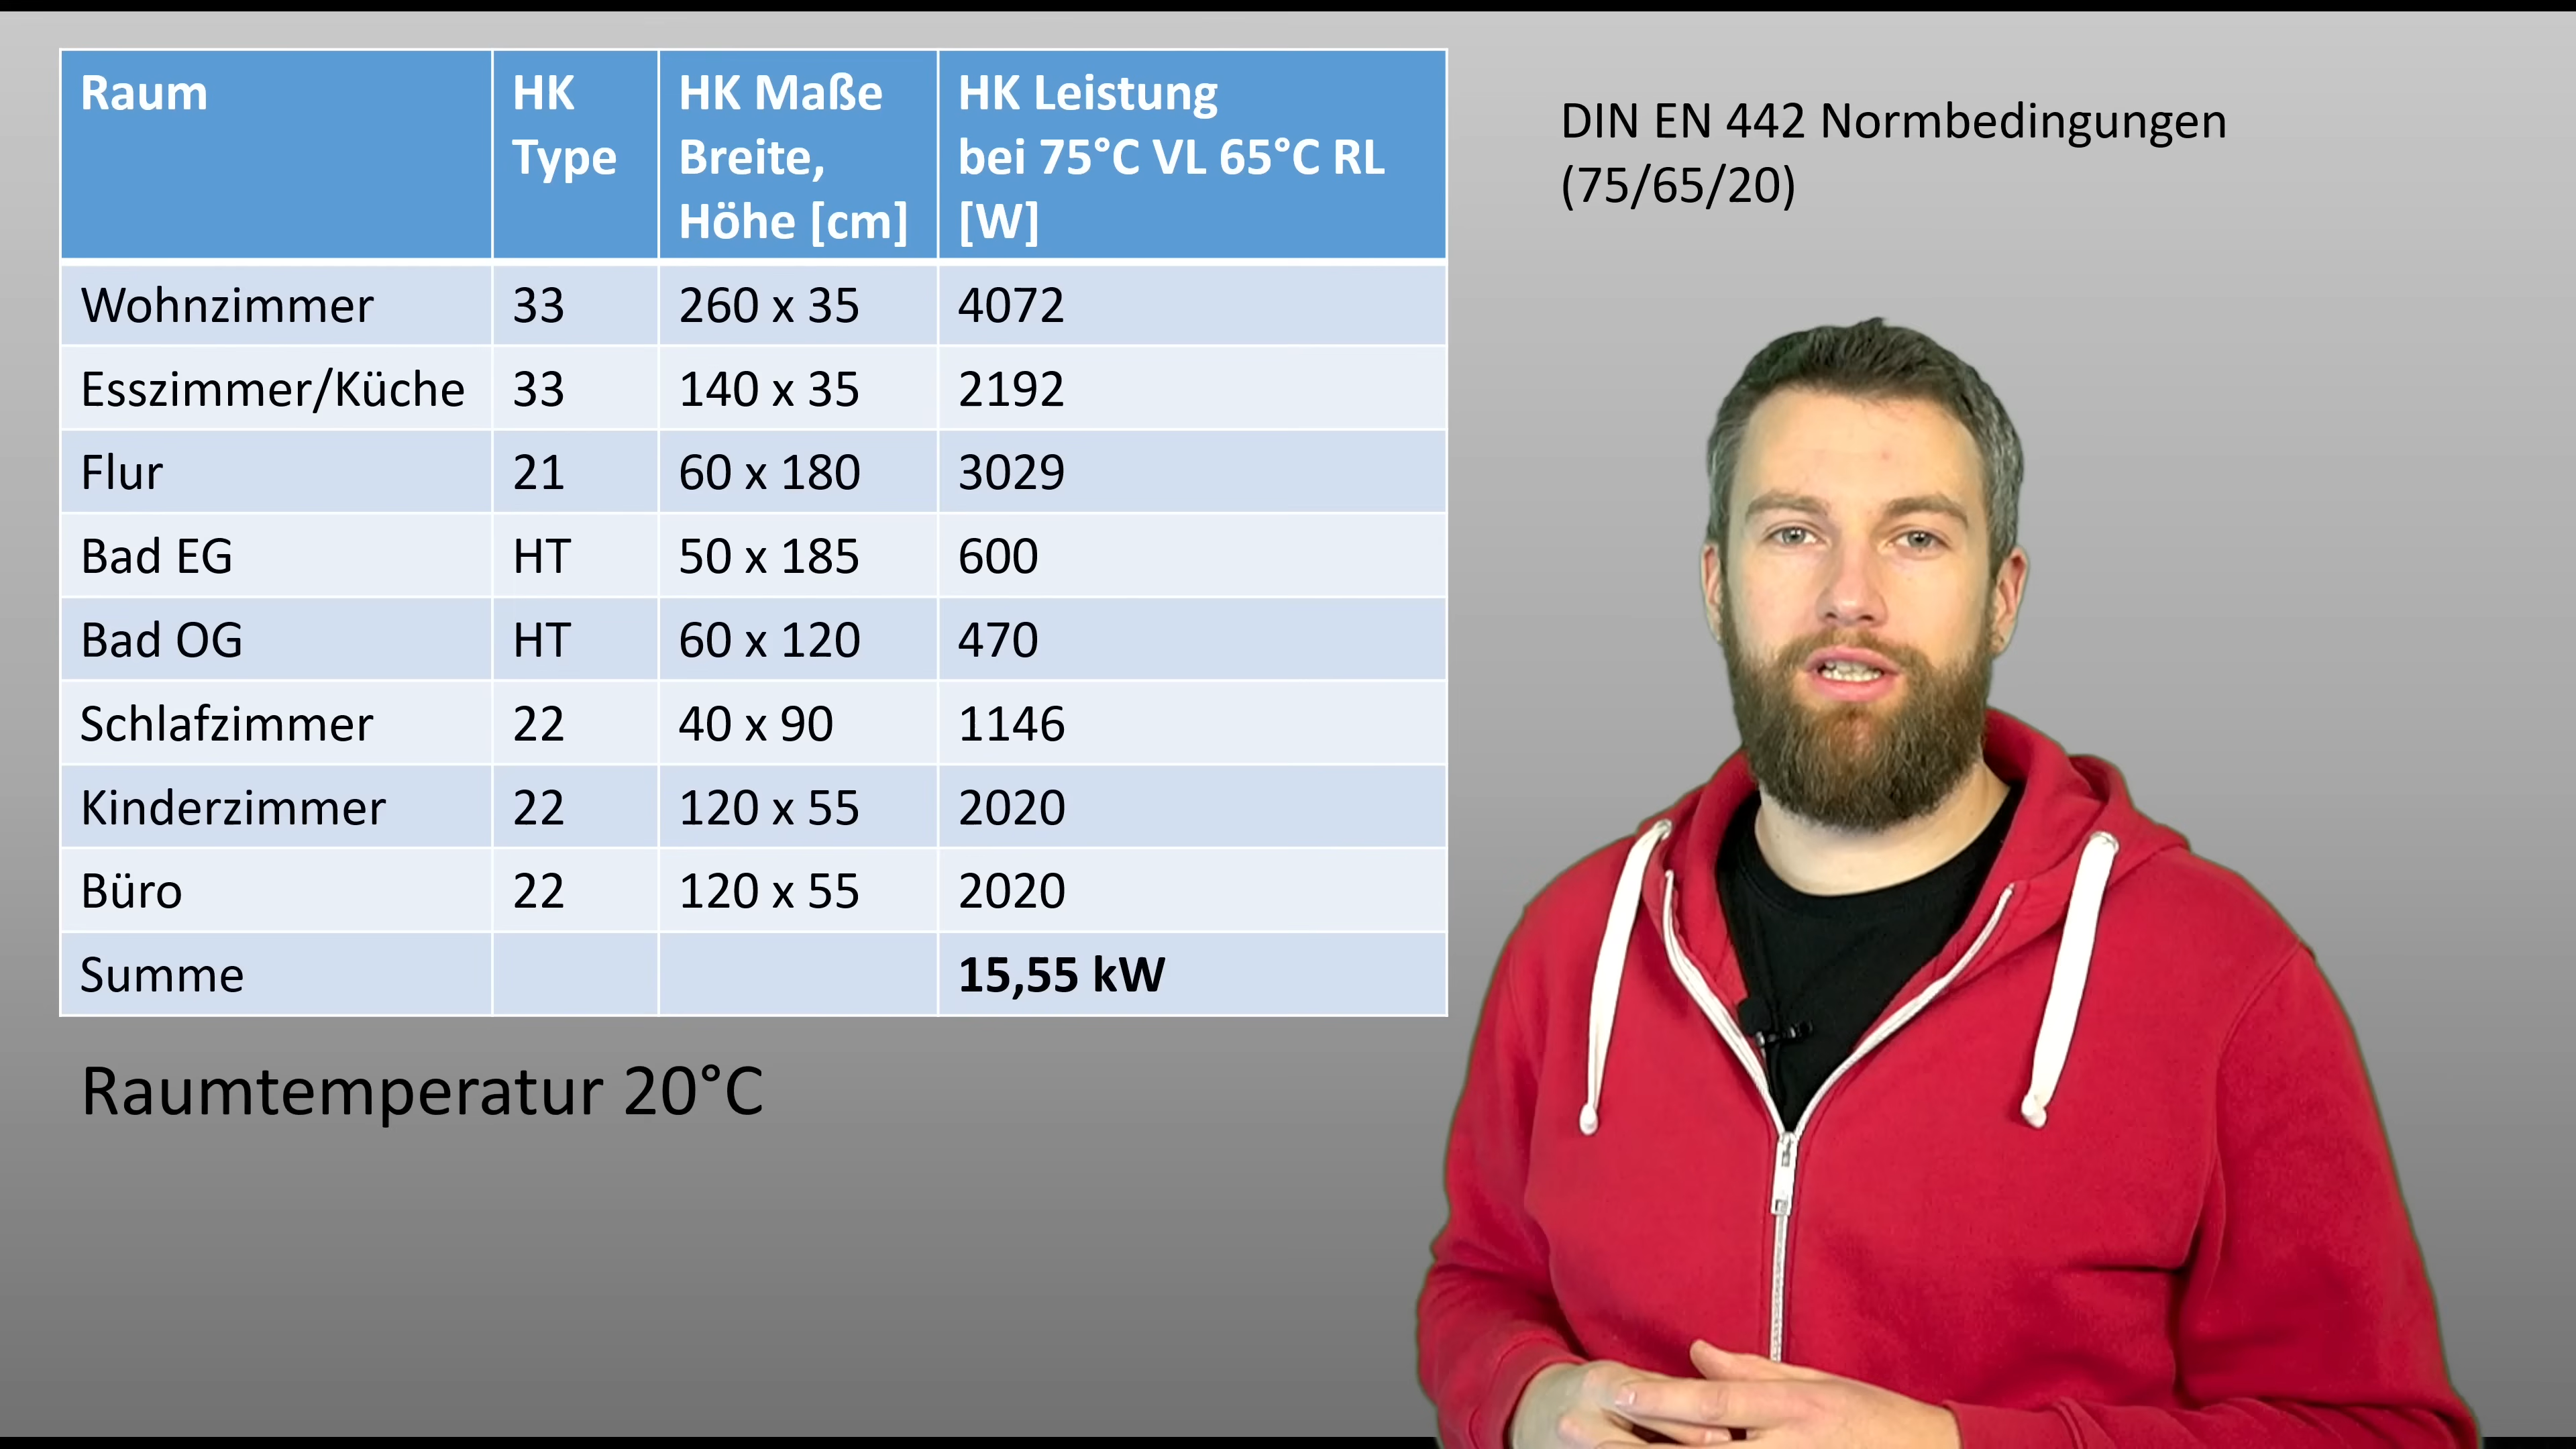 Raum HK Type HK Maße Breite, Höhe [cm] HK Leistung bei 75°C VL 65°C RL [W]
Wohnzimmer 33 260 x 35 4072
Esszimmer/Küche 33 140 x 35 2192
Flur 21 60 x 180 3029
Bad EG HT 50 x 185 600
Bad OG HT 60 x 120 470
Schlafzimmer 22 40 x 90 1146
Kinderzimmer 22 120 x 55 2020
Büro 22 120 x 55 2020
Summe 15,55 kW
Raumtemperatur 20°C
DIN EN 442 Normbedingungen
(75/65/20)